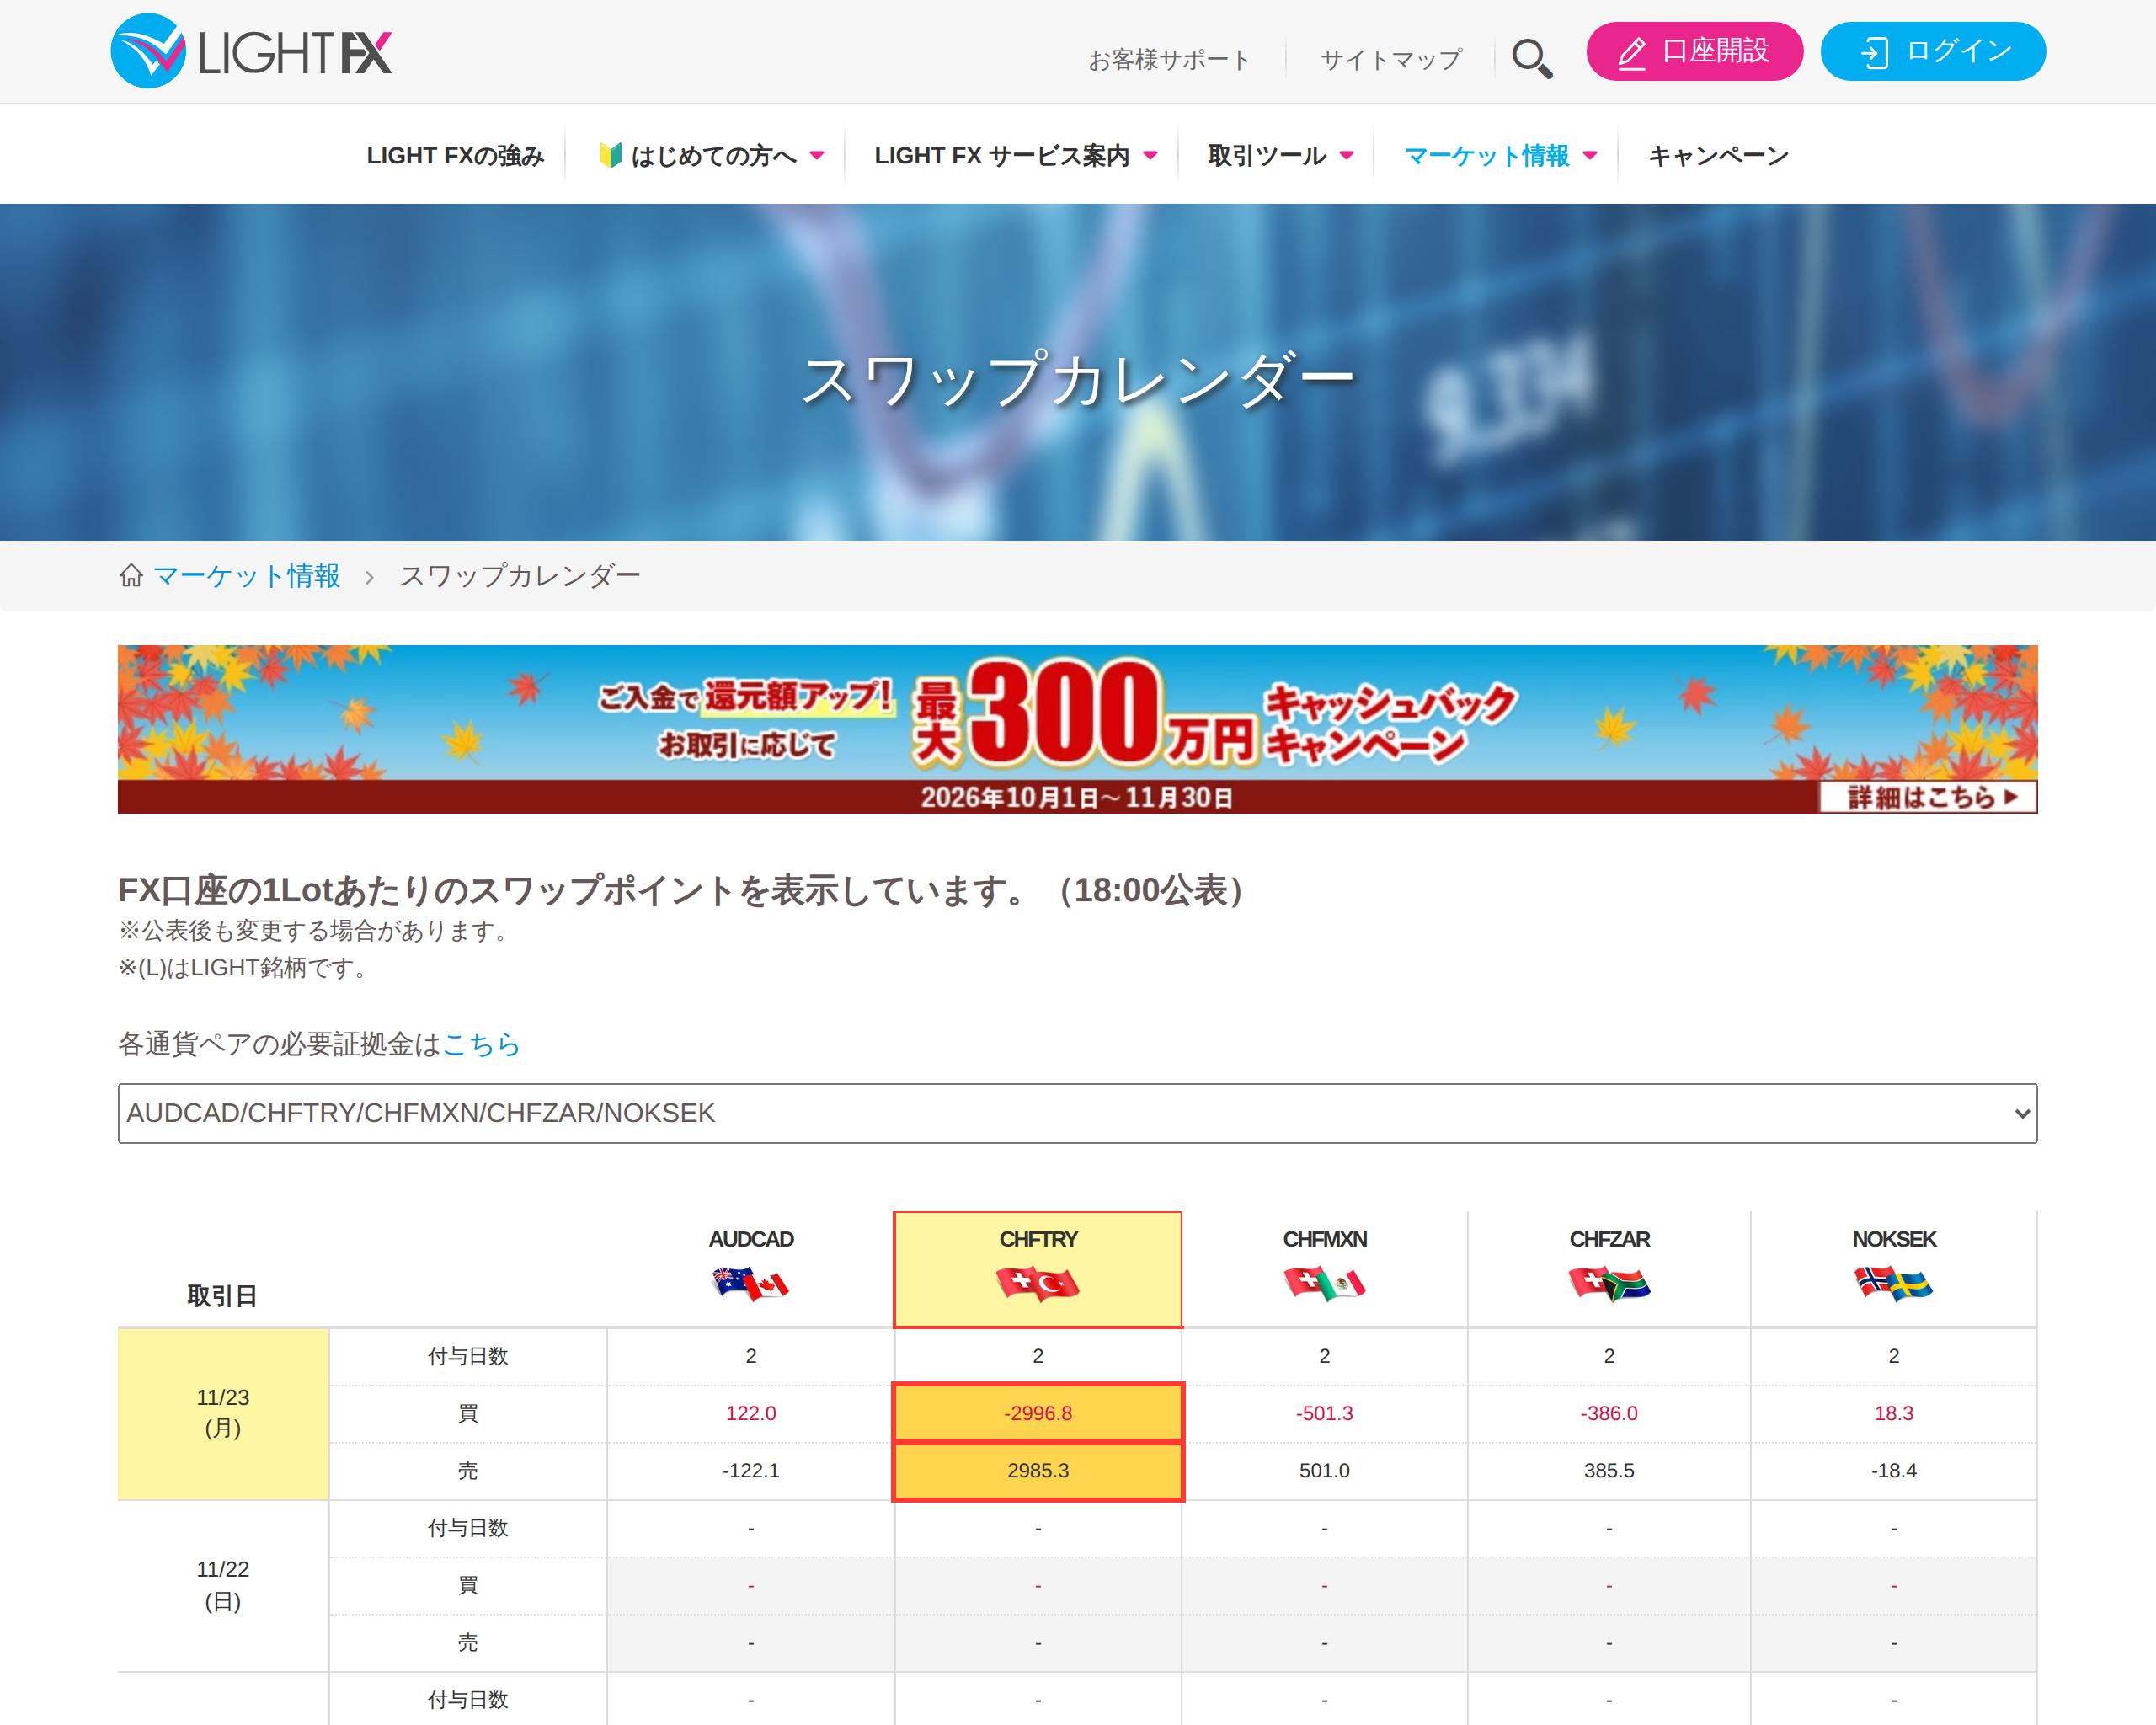 LIGHT FX
お客様サポート
サイトマップ
口座開設
ログイン
LIGHT FXの強み
はじめての方へ
LIGHT FX サービス案内
取引ツール
マーケット情報
キャンペーン
スワップカレンダー
マーケット情報 > スワップカレンダー
ご入金で還元額アップ!
お取引に応じて
最大300万円
キャッシュバック
キャンペーン
2026年10月1日～11月30日
詳細はこちら
FX口座の1Lotあたりのスワップポイントを表示しています。（18:00公表）
※公表後も変更する場合があります。
※(L)はLIGHT銘柄です。
各通貨ペアの必要証拠金はこちら
AUDCAD/CHFTRY/CHFMXN/CHFZAR/NOKSEK
取引日 AUDCAD CHFTRY CHFMXN CHFZAR NOKSEK
11/23
(月)
付与日数 2 2 2 2 2
買 122.0 -2996.8 -501.3 -386.0 18.3
売 -122.1 2985.3 501.0 385.5 -18.4
11/22
(日)
付与日数 - - - - -
買 - - - - -
売 - - - - -
付与日数 - - - - -